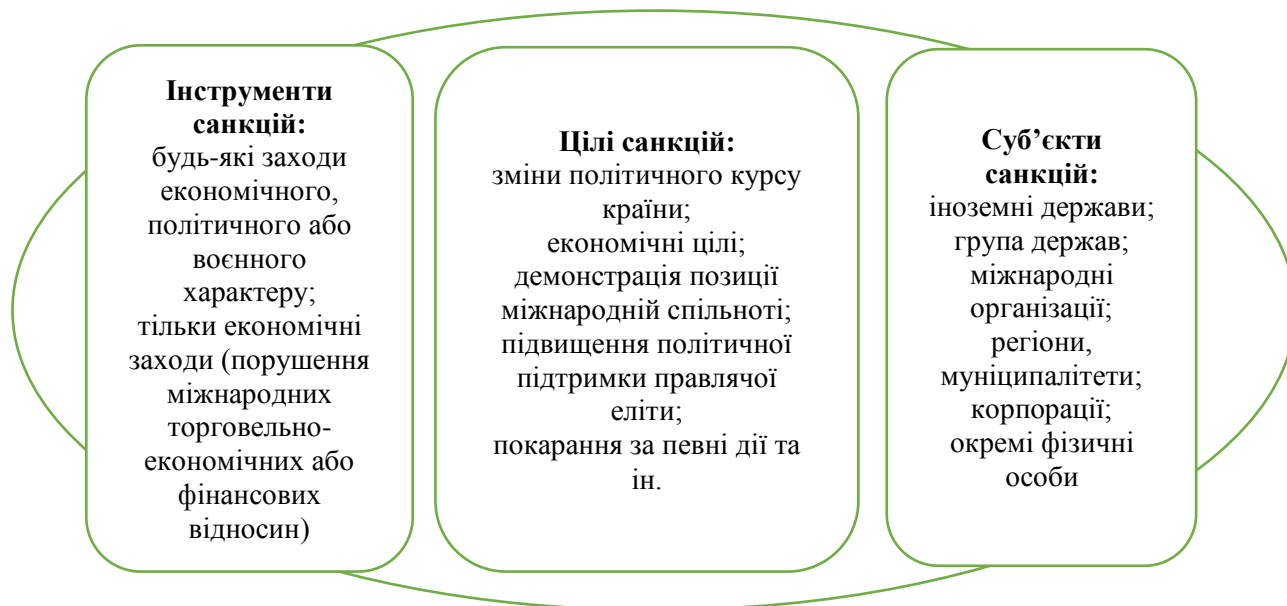 Інструменти
санкцій:
будь-які заходи
економічного,
політичного або
воєнного
характеру;
тільки економічні
заходи (порушення
міжнародних
торговельно-
економічних або
фінансових
відносин)
Цілі санкцій:
зміни політичного курсу
країни;
економічні цілі;
демонстрація позиції
міжнародній спільноті;
підвищення політичної
підтримки правлячої
еліти;
покарання за певні дії та
ін.
Суб’єкти
санкцій:
іноземні держави;
група держав;
міжнародні
організації;
регіони,
муніципалітети;
корпорації;
окремі фізичні
особи